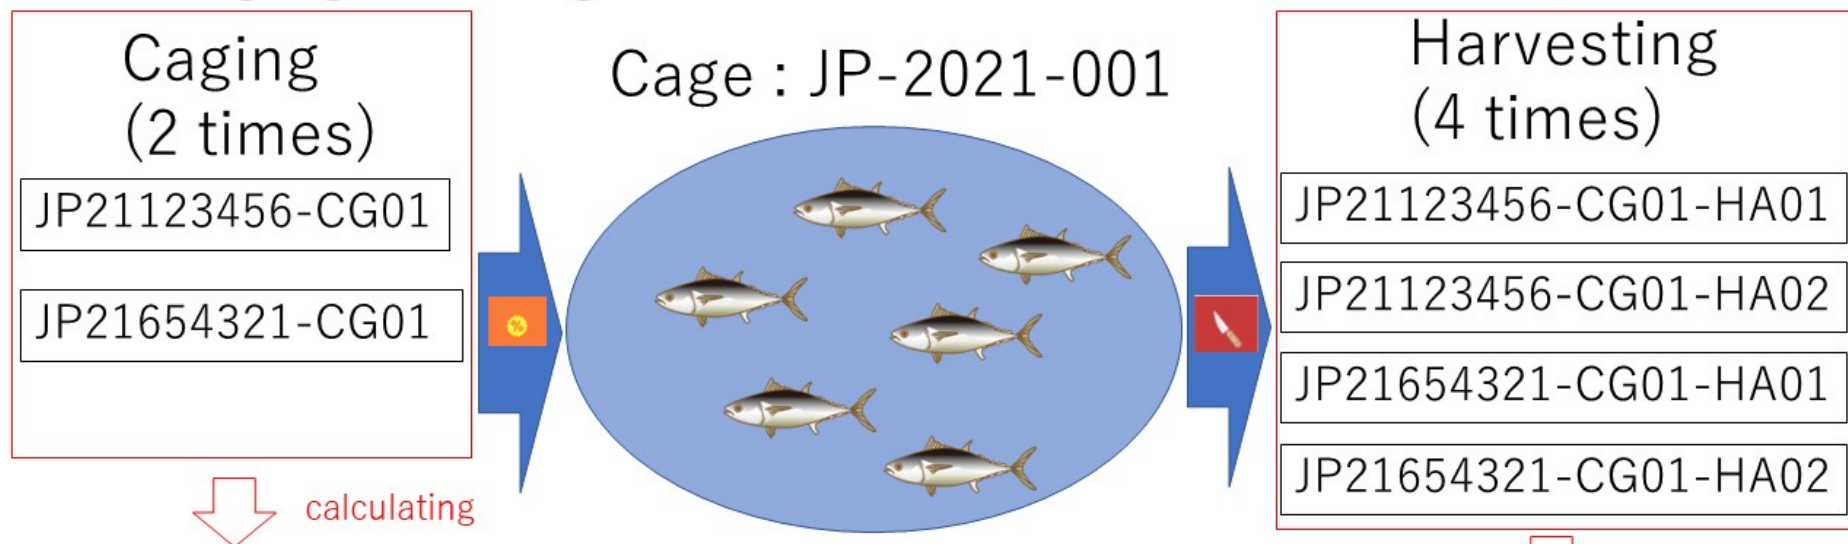 Caging
(2 times)
JP21123456-CG01
JP21654321-CG01
calculating
Cage : JP-2021-001
%
Harvesting
(4 times)
JP21123456-CG01-HA01
JP21123456-CG01-HA02
JP21654321-CG01-HA01
JP21654321-CG01-HA02